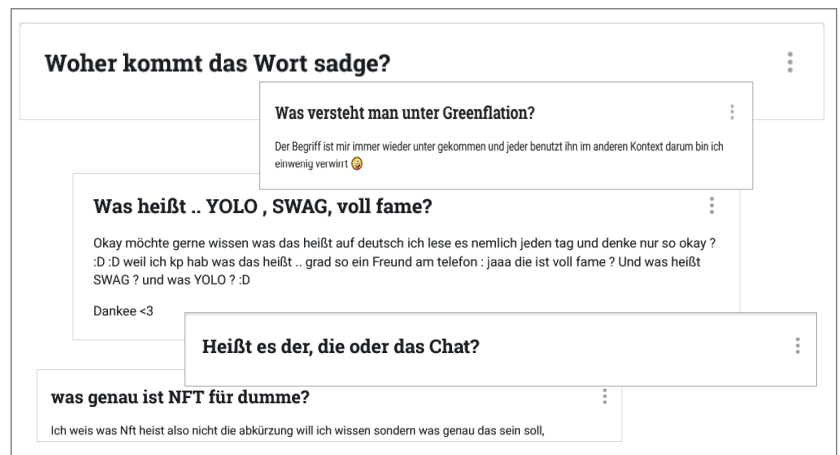 Woher kommt das Wort sadge?
Was versteht man unter Greenflation?
Der Begriff ist mir immer wieder unter gekommen und jeder benutzt ihn im anderen Kontext darum bin ich
einwenig verwirrt 🤪
Was heißt .. YOLO , SWAG, voll fame?
Okay möchte gerne wissen was das heißt auf deutsch ich lese es nemlich jeden tag und denke nur so okay ?
:D :D weil ich kp hab was das heißt .. grad so ein Freund am telefon : jaaa die ist voll fame ? Und was heißt
SWAG ? und was YOLO ? :D
Dankee <3
Heißt es der, die oder das Chat?
was genau ist NFT für dumme?
Ich weis was Nft heist also nicht die abkürzung will ich wissen sondern was genau das sein soll,